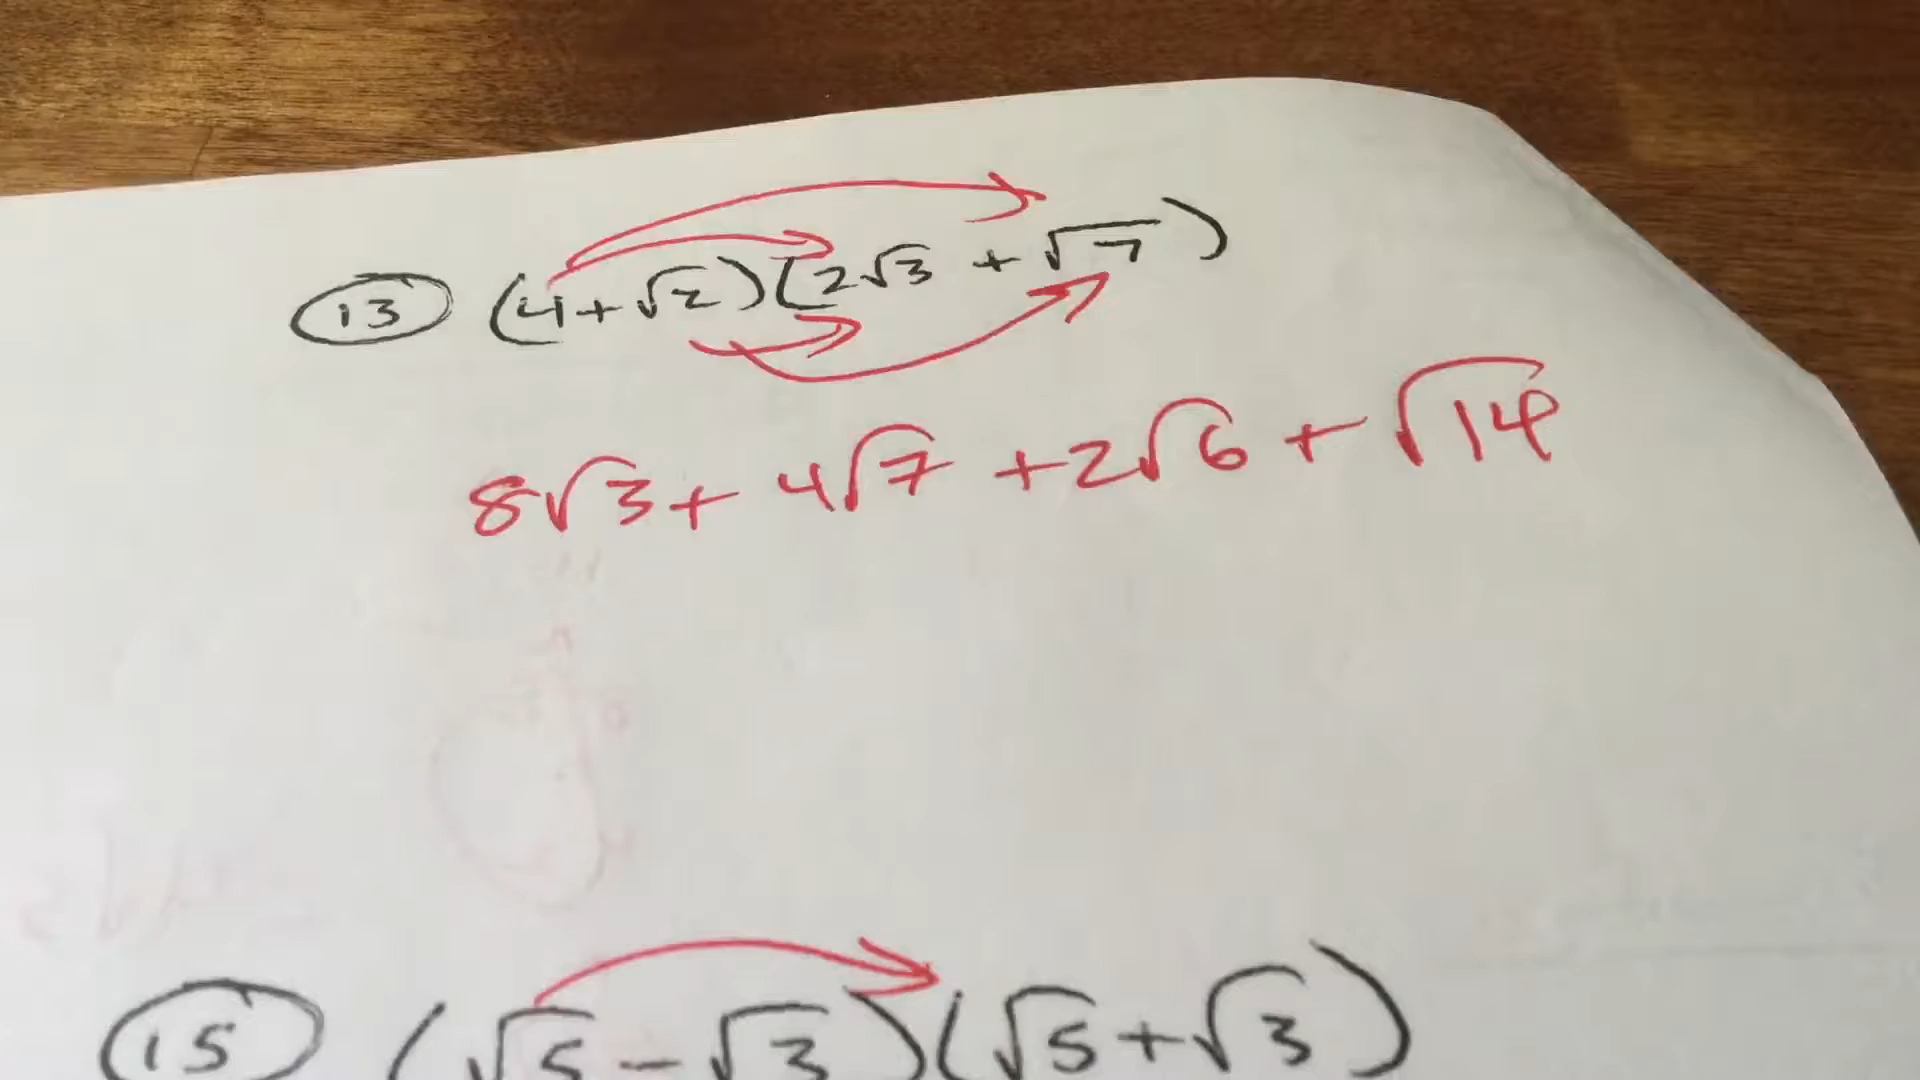 13 (4+√2)(2√3 + √7)
8√3+ 4√7 +2√6 + √14
15 (√5-√3)(√5+√3)